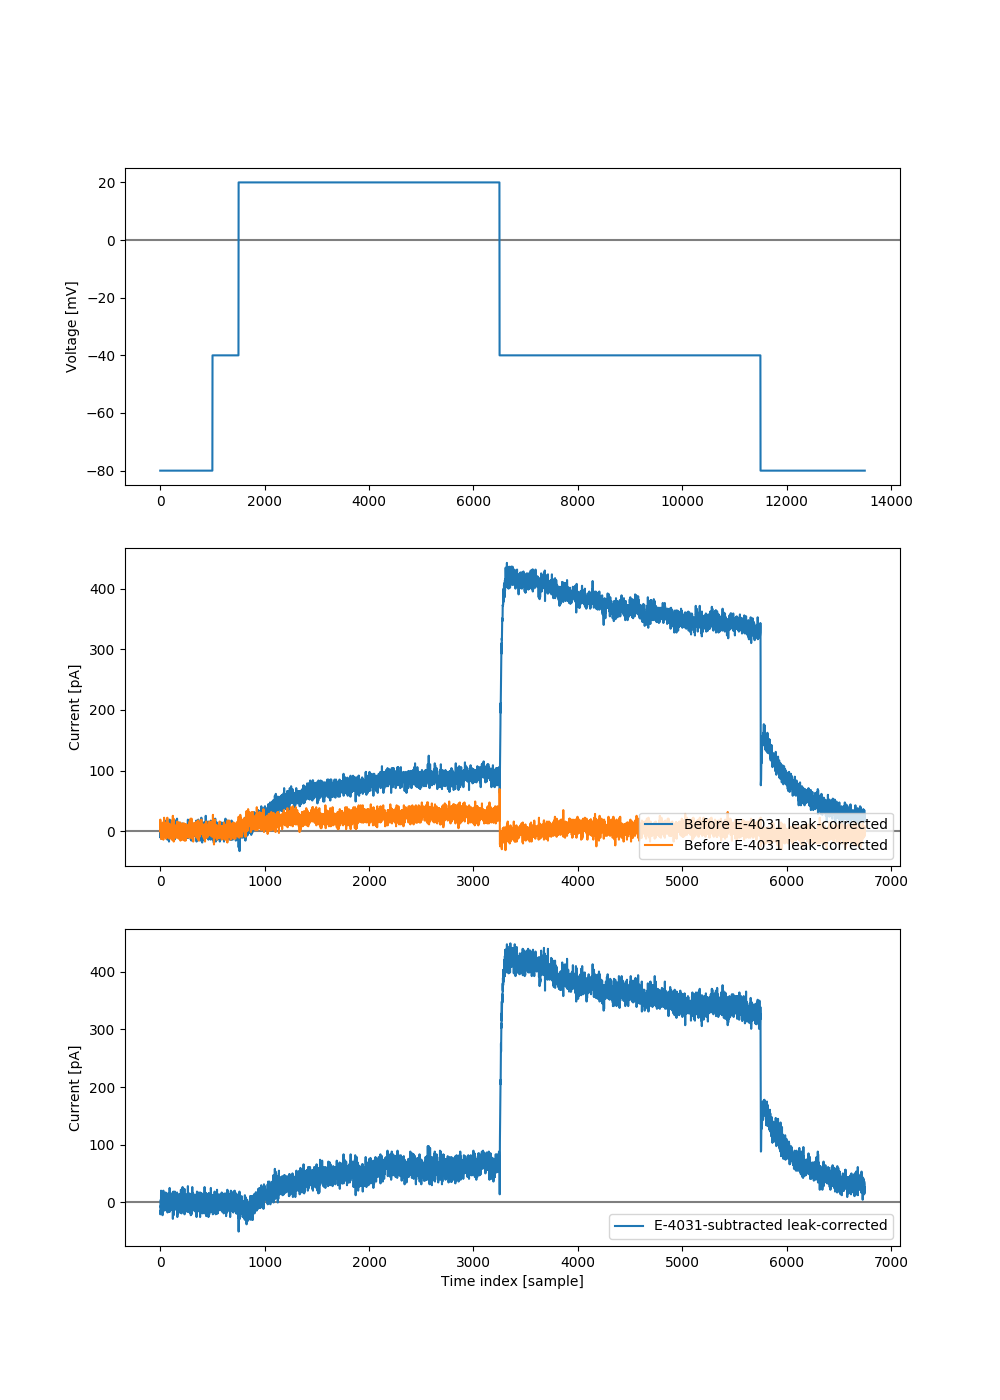 20
0
−20
−40
−60
−80
Voltage [mV]
0 2000 4000 6000 8000 10000 12000 14000
400
300
200
100
0
Current [pA]
Before E-4031 leak-corrected
Before E-4031 leak-corrected
0 1000 2000 3000 4000 5000 6000 7000
400
300
200
100
0
Current [pA]
E-4031-subtracted leak-corrected
0 1000 2000 3000 4000 5000 6000 7000
Time index [sample]